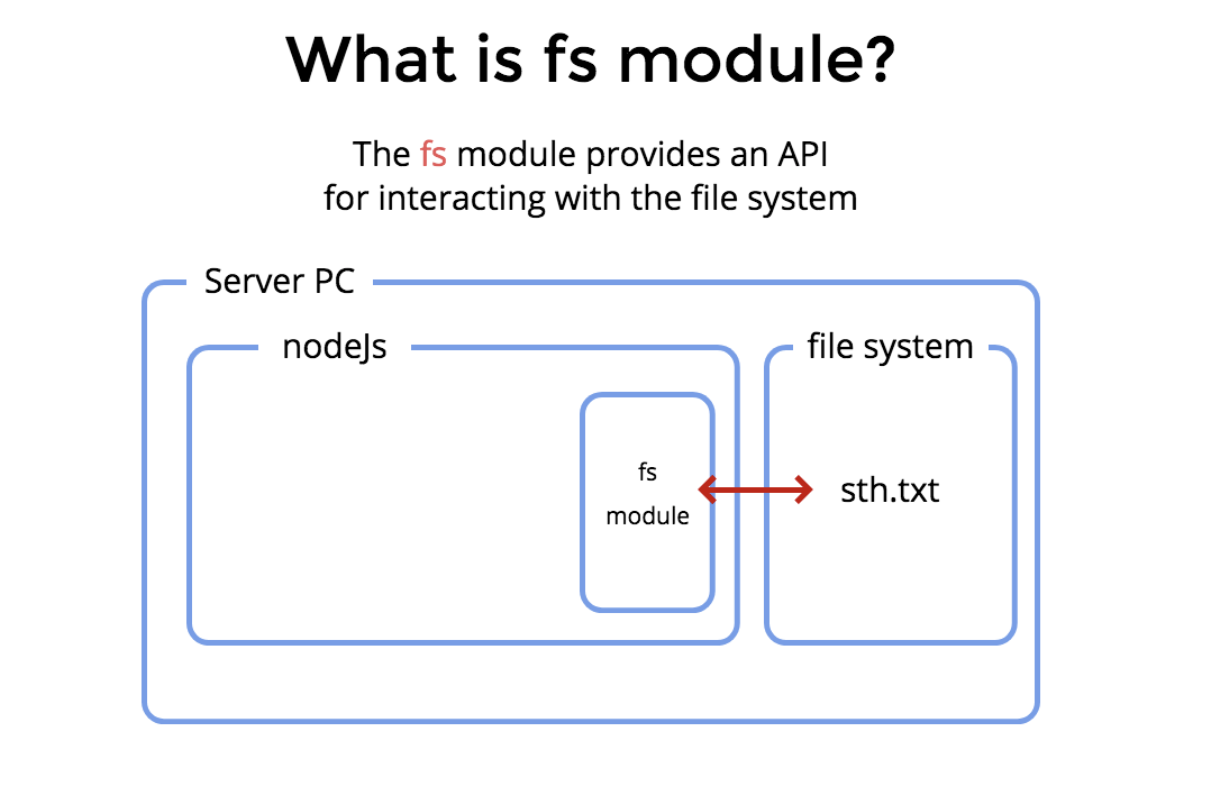 What is fs module?
The fs module provides an API
for interacting with the file system
Server PC
nodeJs
file system
fs
module
sth.txt